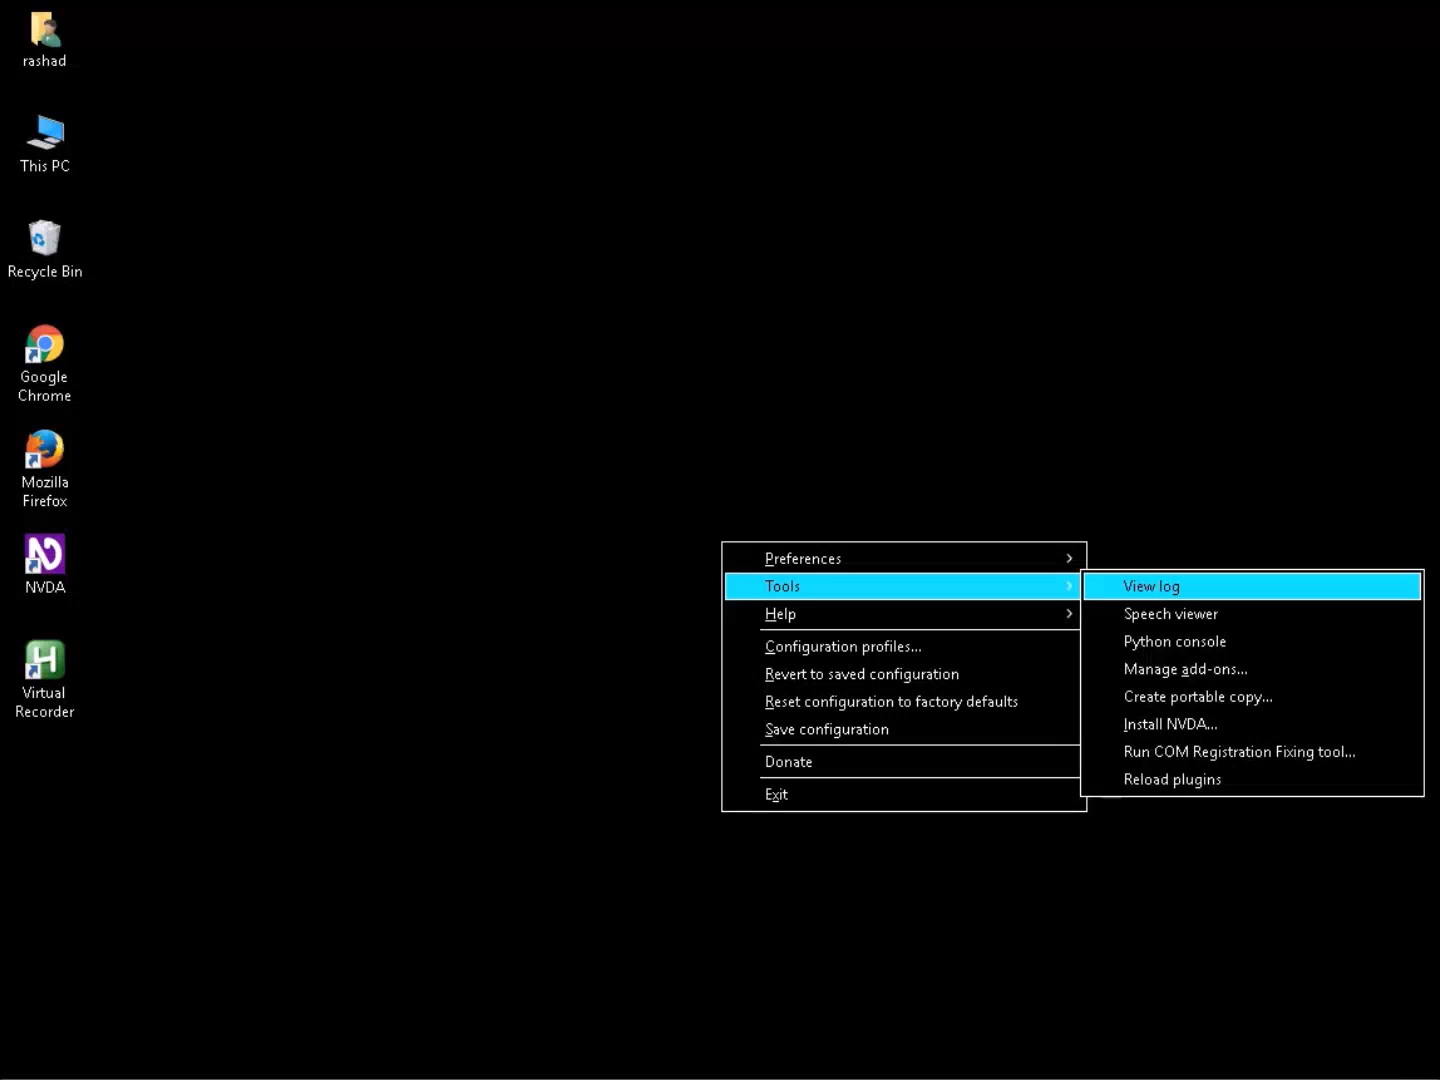 rashad
This PC
Recycle Bin
Google
Chrome
Mozilla
Firefox
NVDA
Virtual
Recorder
Preferences
Tools
Help
Configuration profiles...
Revert to saved configuration
Reset configuration to factory defaults
Save configuration
Donate
Exit
View log
Speech viewer
Python console
Manage add-ons...
Create portable copy...
Install NVDA...
Run COM Registration Fixing tool...
Reload plugins